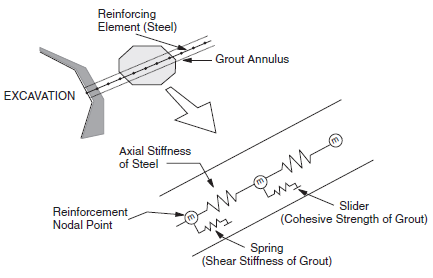 Reinforcing
Element (Steel)
Grout Annulus
EXCAVATION
Axial Stiffness
of Steel
m
m
m
Slider
(Cohesive Strength of Grout)
Reinforcement
Nodal Point
Spring
(Shear Stiffness of Grout)